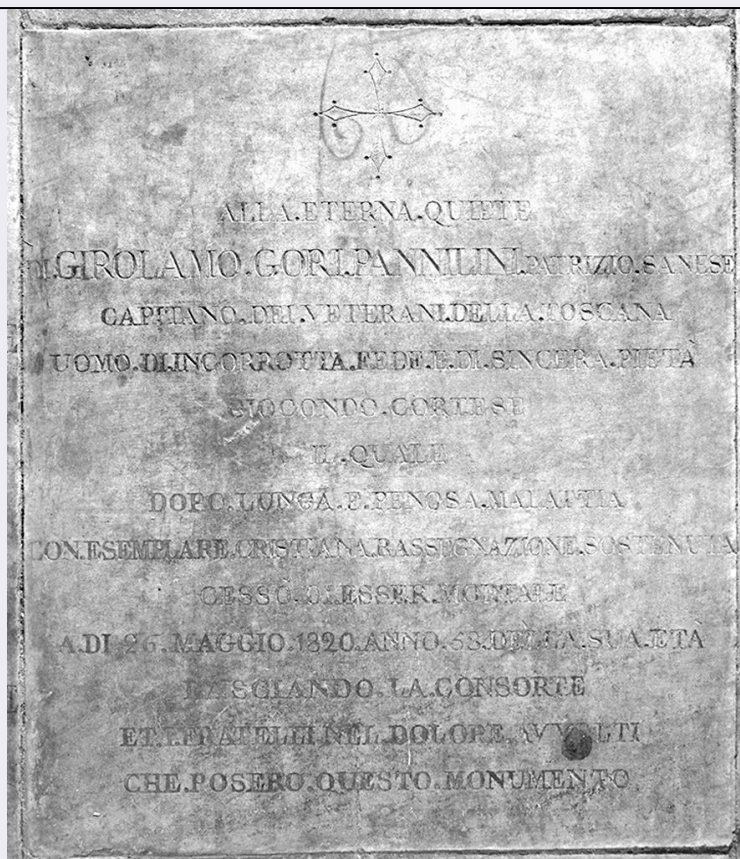 ALLA.ETERNA.QUIETE
DI.GIROLAMO.GORI.PANNILINI.PATRIZIO.SANESE
CAPITANO.DEI.VETERANI.DELLA.TOSCANA
UOMO.DI.INCORROTTA.FEDE.E.DI.SINCERA.PIETÀ
GIOCONDO.CORTESE
IL.QUALE
DOPO.LUNGA.E.PENOSA.MALATTIA
CON.ESEMPLARE.CRISTIANA.RASSEGNAZIONE.SOSTENUTA
CESSÒ.DI.ESSER.MORTALE
A.DI 26.MAGGIO.1820.ANNO.53.DELLA.SUA.ETÀ
LASCIANDO.LA.CONSORTE
ET.I.FRATELLI NEL.DOLORE.AVVOLTI
CHE.POSERO.QUESTO.MONUMENTO